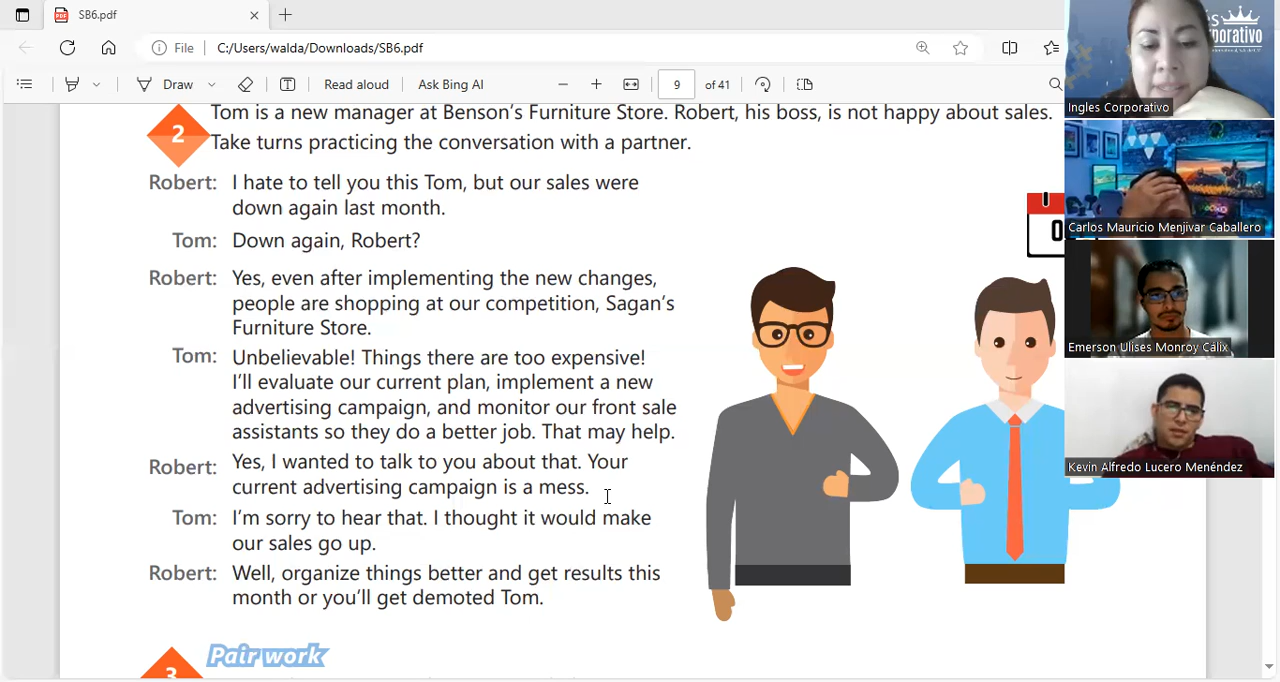 SB6.pdf
File
C:/Users/walda/Downloads/SB6.pdf
Draw
Read aloud
Ask Bing AI
9
of 41
2
Tom is a new manager at Benson's Furniture Store. Robert, his boss, is not happy about sales.
Take turns practicing the conversation with a partner.
Robert: I hate to tell you this Tom, but our sales were
down again last month.
Tom: Down again, Robert?
Robert: Yes, even after implementing the new changes,
people are shopping at our competition, Sagan's
Furniture Store.
Tom: Unbelievable! Things there are too expensive!
I'll evaluate our current plan, implement a new
advertising campaign, and monitor our front sale
assistants so they do a better job. That may help.
Robert: Yes, I wanted to talk to you about that. Your
current advertising campaign is a mess.
Tom: I'm sorry to hear that. I thought it would make
our sales go up.
Robert: Well, organize things better and get results this
month or you'll get demoted Tom.
3
Pair work
Ingles Corporativo
Carlos Mauricio Menjivar Caballero
Emerson Ulises Monroy Cálix
Kevin Alfredo Lucero Menéndez